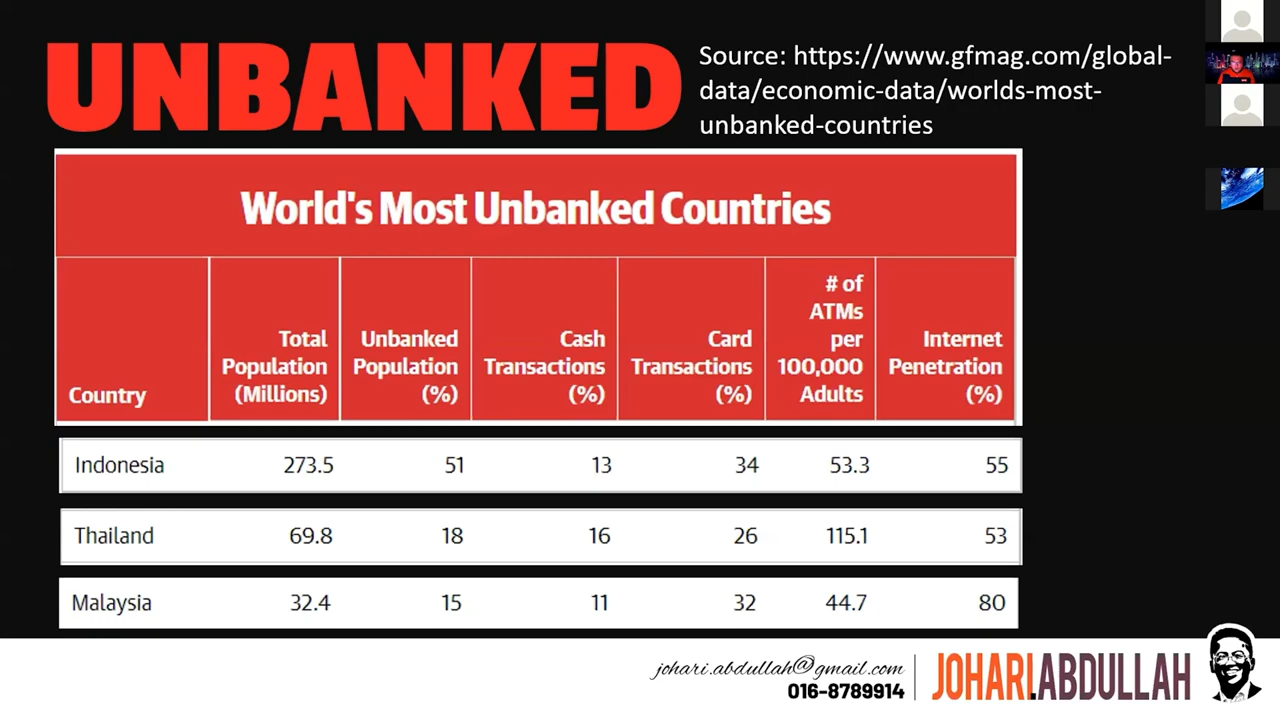 UNBANKED
Source: https://www.gfmag.com/global-
data/economic-data/worlds-most-
unbanked-countries
World's Most Unbanked Countries
Country
Total
Population
(Millions)
Unbanked
Population
(%)
Cash
Transactions
(%)
Card
Transactions
(%)
# of
ATMs
per
100,000
Adults
Internet
Penetration
(%)
Indonesia 273.5 51 13 34 53.3 55
Thailand 69.8 18 16 26 115.1 53
Malaysia 32.4 15 11 32 44.7 80
johari.abdullah@gmail.com
016-8789914
JOHARI.ABDULLAH